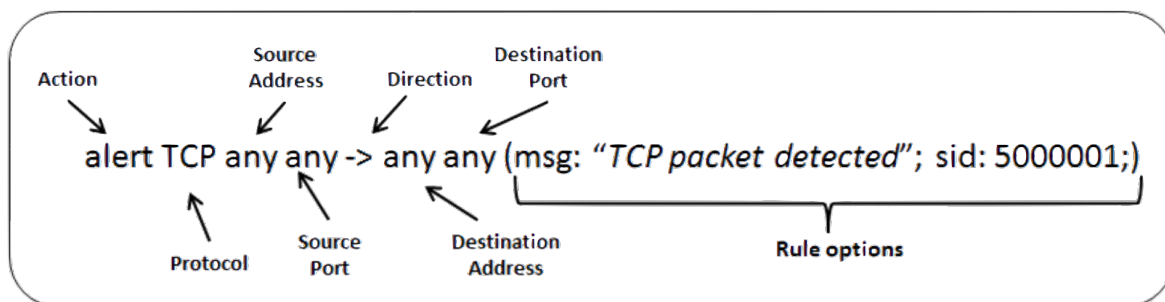 Source
Address
Destination
Port
Action
Direction
alert TCP any any -> any any (msg: “TCP packet detected”; sid: 5000001;)
Protocol
Source
Port
Destination
Address
Rule options